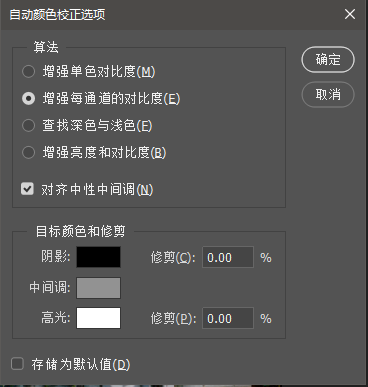 自动颜色校正选项
算法
增强单色对比度(M)
增强每通道的对比度(E)
查找深色与浅色(F)
增强亮度和对比度(B)
对齐中性中间调(N)
确定
取消
目标颜色和修剪
阴影: 修剪(C): 0.00 %
中间调:
高光: 修剪(P): 0.00 %
存储为默认值(D)